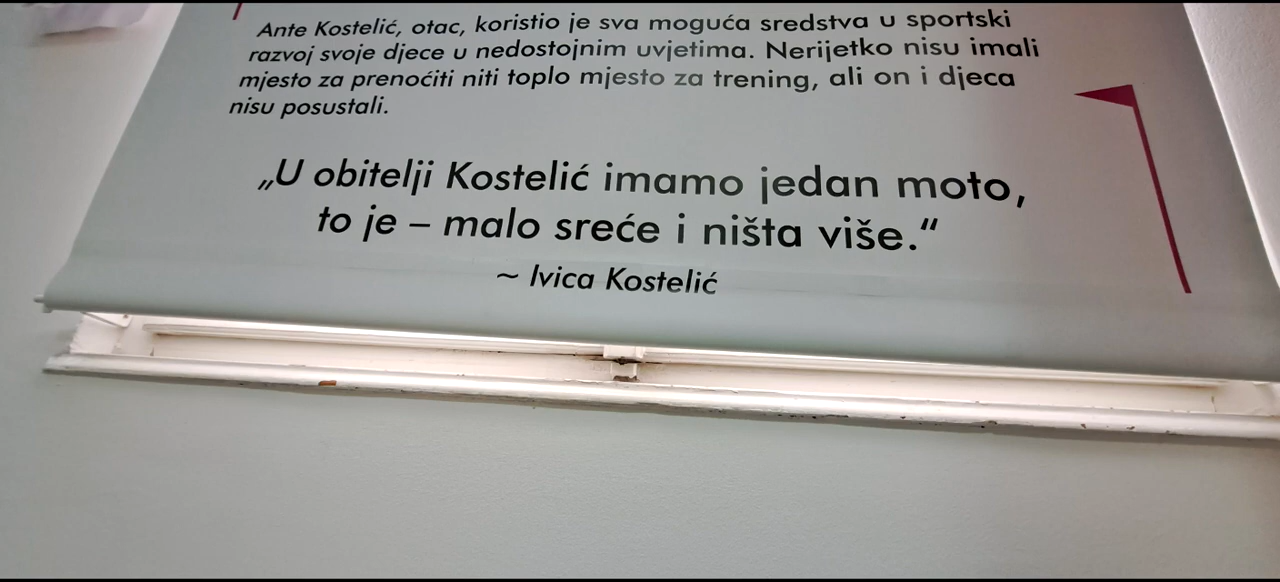 Ante Kostelić, otac, koristio je sva moguća sredstva u sportski
razvoj svoje djece u nedostojnim uvjetima. Nerijetko nisu imali
mjesto za prenoćiti niti toplo mjesto za trening, ali on i djeca
nisu posustali.
„U obitelji Kostelić imamo jedan moto,
to je – malo sreće i ništa više.“
~ Ivica Kostelić